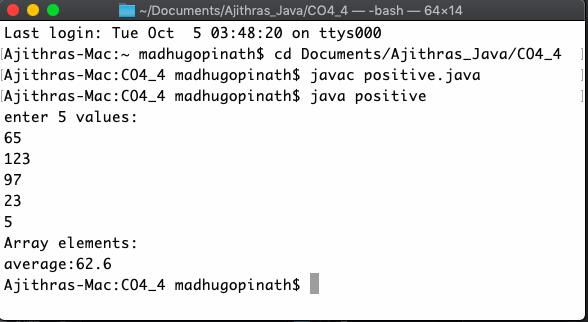 ~/Documents/Ajithras_Java/CO4_4 — -bash — 64×14
Last login: Tue Oct  5 03:48:20 on ttys000
[Ajithras-Mac:~ madhugopinath$ cd Documents/Ajithras_Java/CO4_4  ]
[Ajithras-Mac:CO4_4 madhugopinath$ javac positive.java           ]
[Ajithras-Mac:CO4_4 madhugopinath$ java positive                 ]
enter 5 values:
65
123
97
23
5
Array elements:
average:62.6
Ajithras-Mac:CO4_4 madhugopinath$